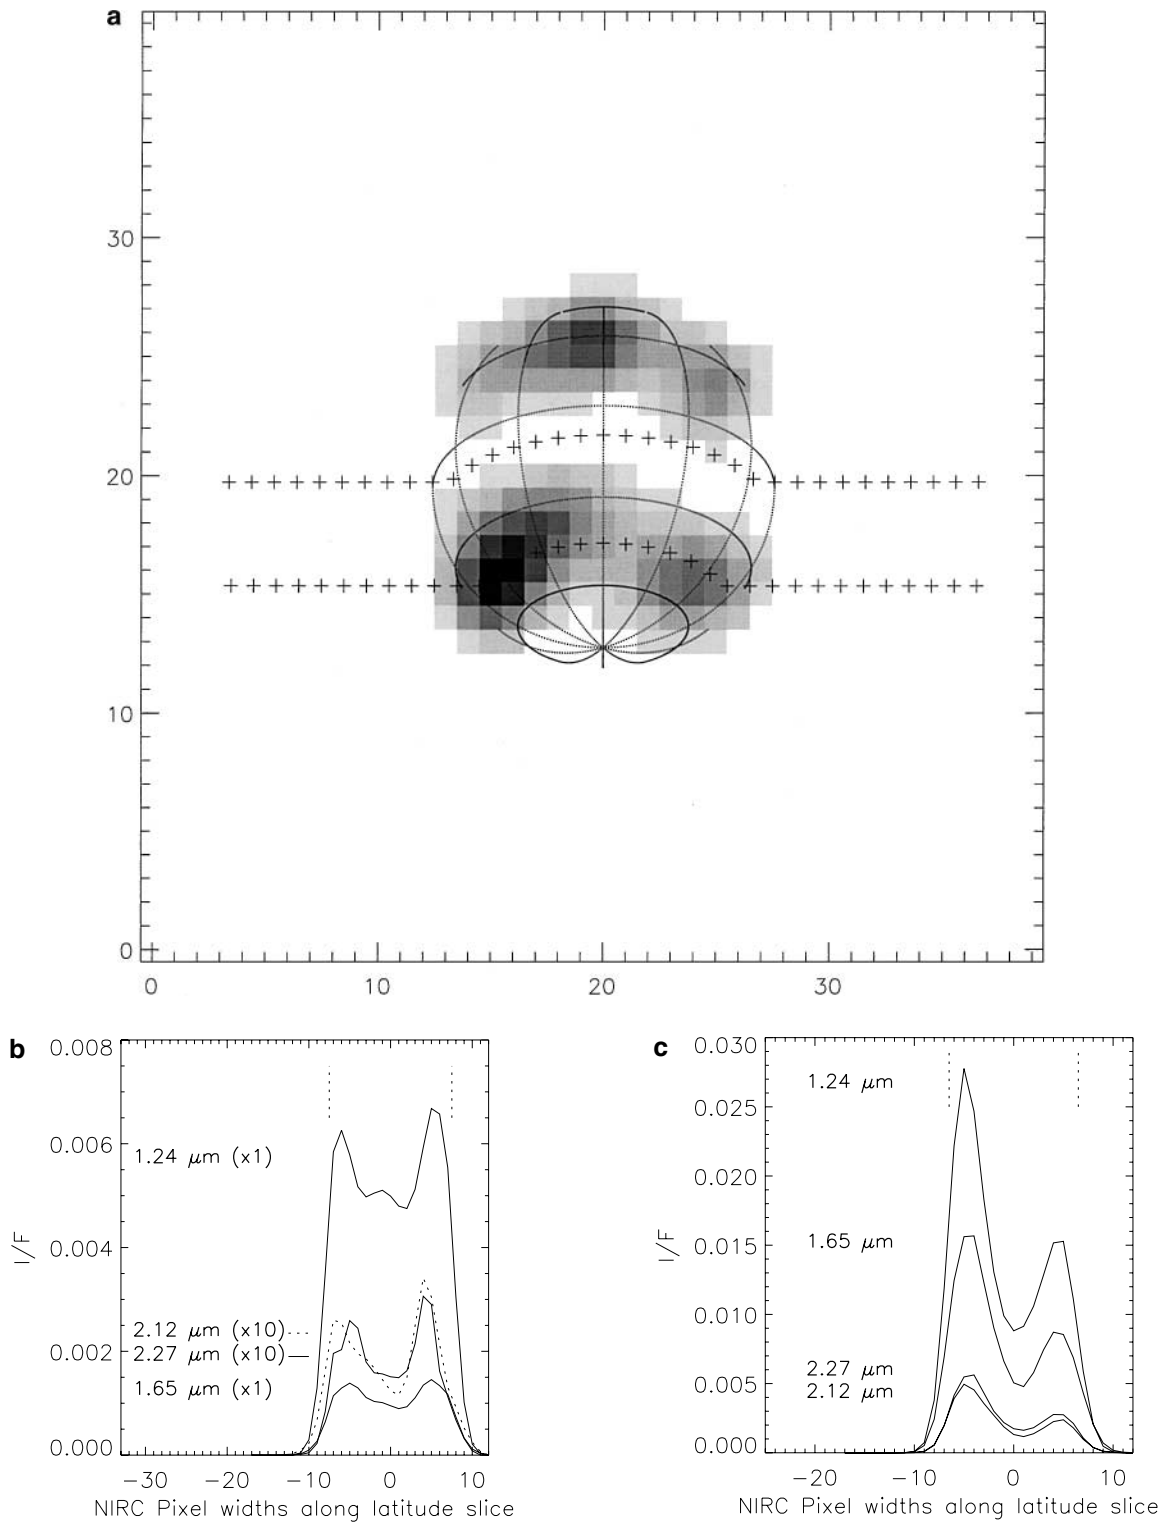 a
30
20
10
0
0 10 20 30
b
0.008
0.006
0.004
0.002
0.000
I/F
1.24 μm (x1)
2.12 μm (x10)
2.27 μm (x10)
1.65 μm (x1)
−30 −20 −10 0 10
NIRC Pixel widths along latitude slice
c
0.030
0.025
0.020
0.015
0.010
0.005
0.000
I/F
1.24 μm
1.65 μm
2.27 μm
2.12 μm
−20 −10 0 10
NIRC Pixel widths along latitude slice